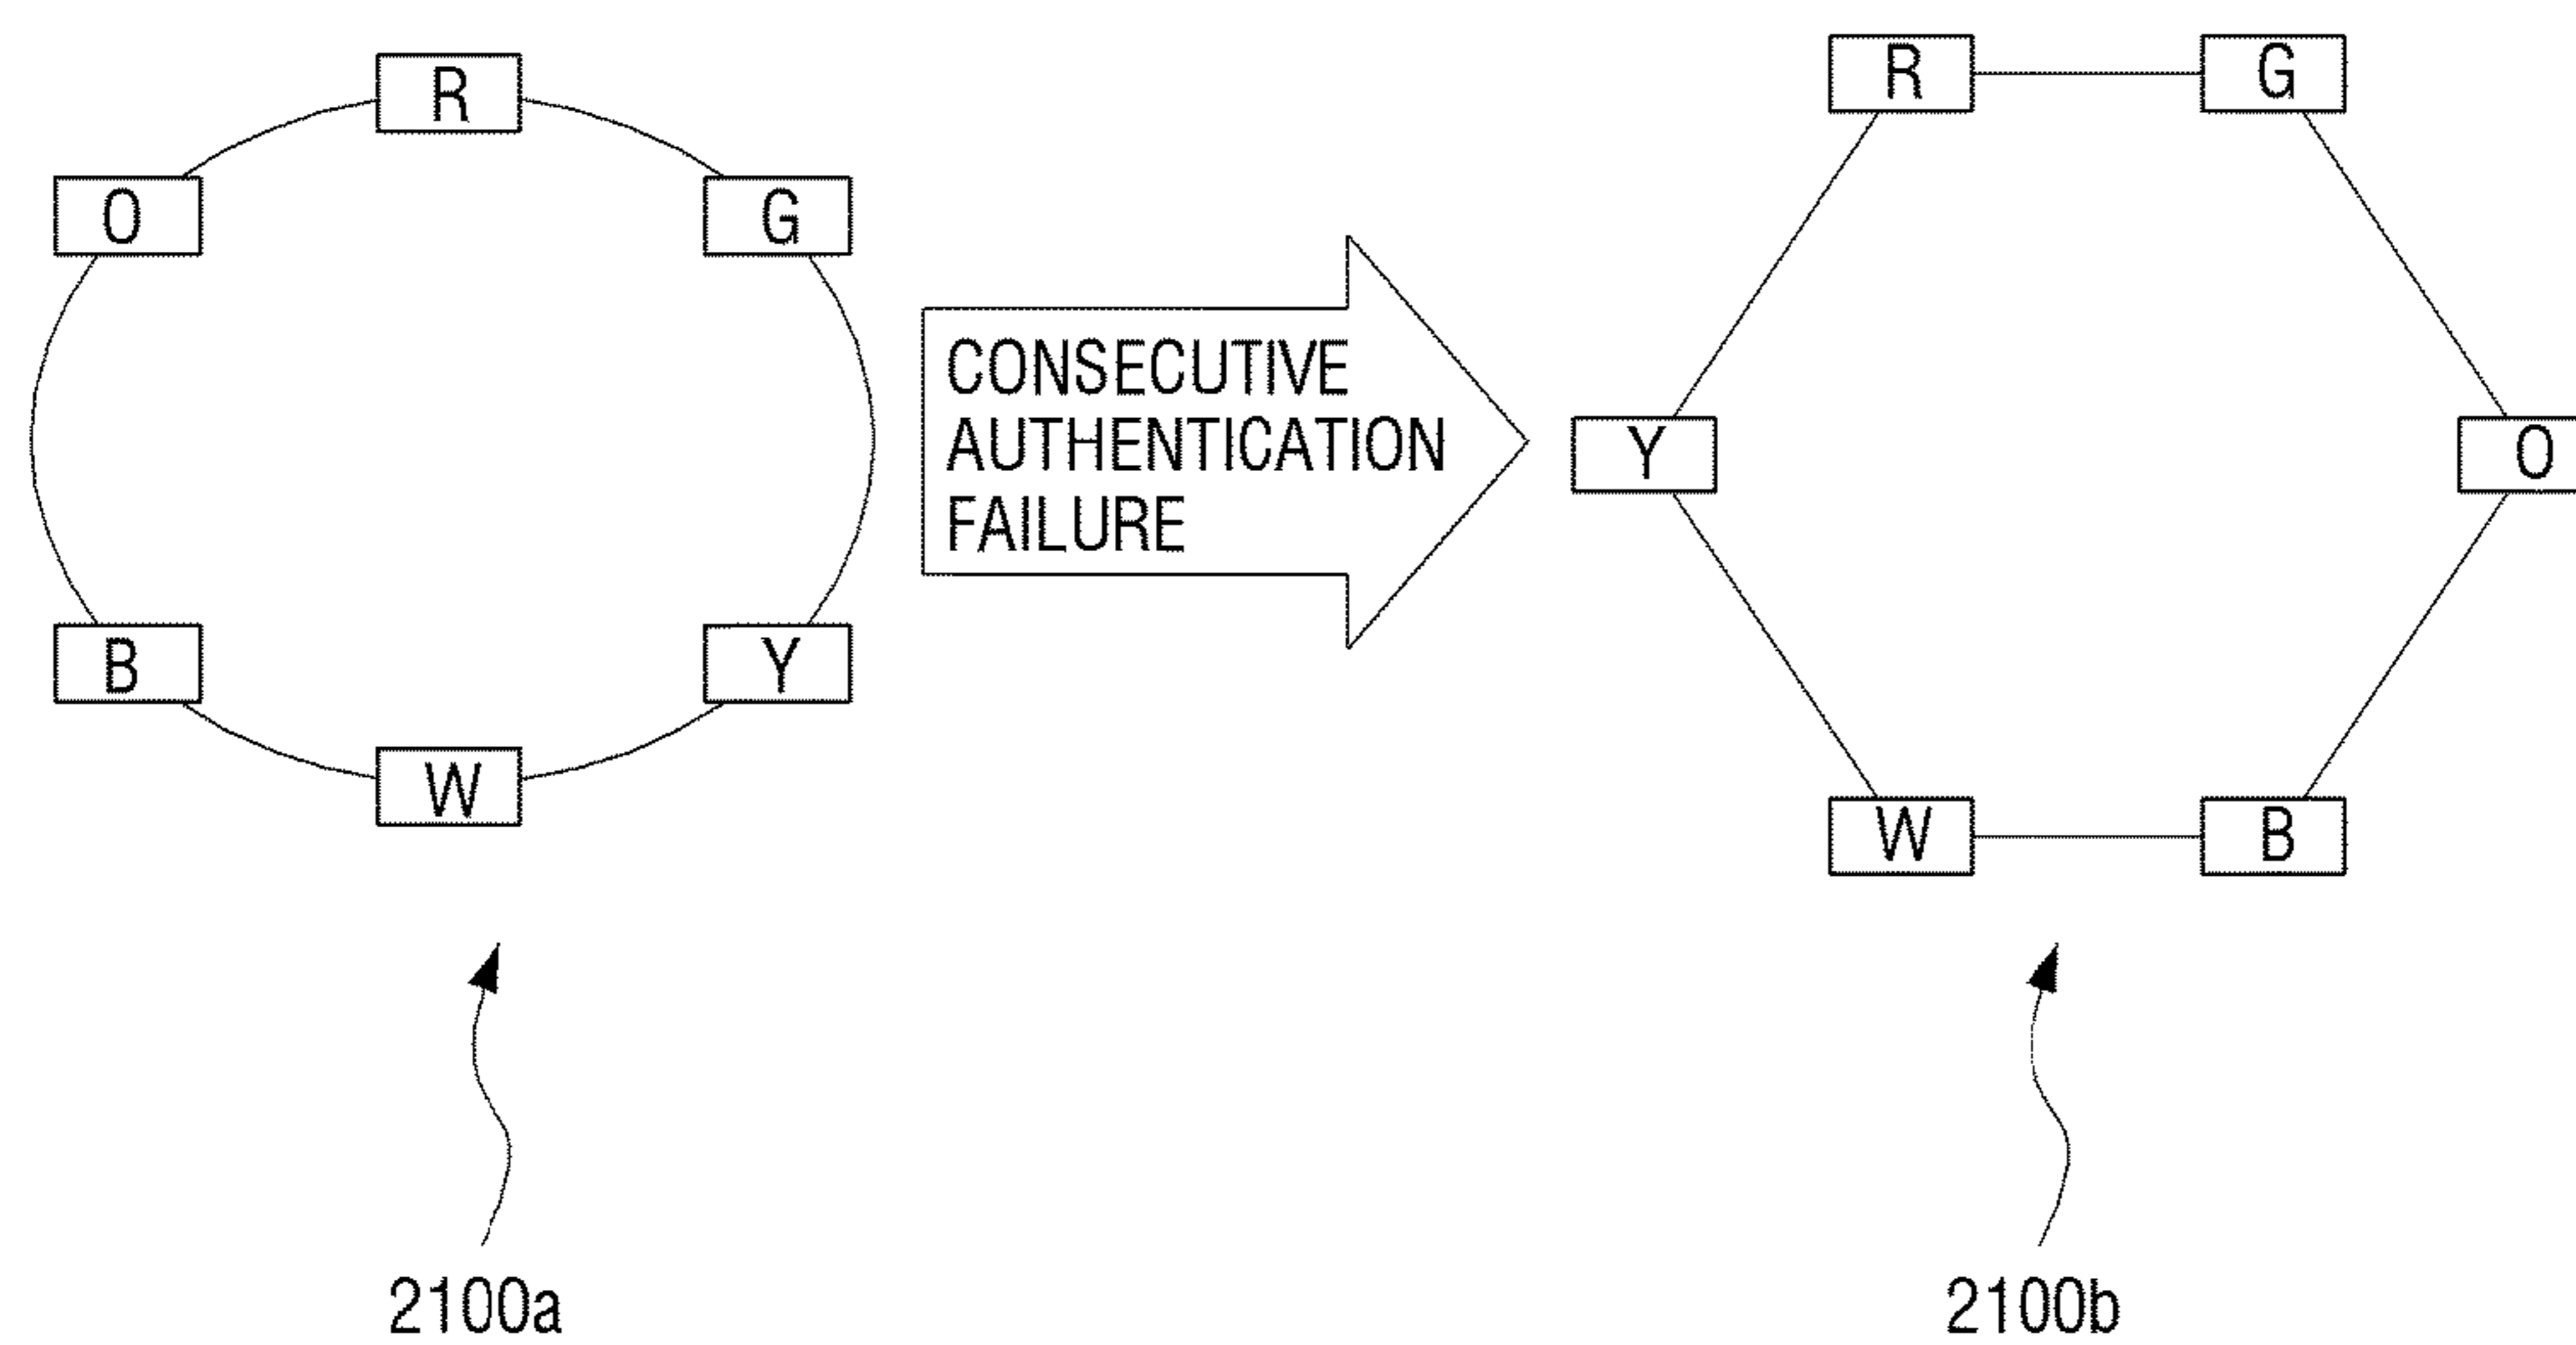 R
O
G
B
Y
W
CONSECUTIVE
AUTHENTICATION
FAILURE
R
G
Y
O
W
B
2100a
2100b